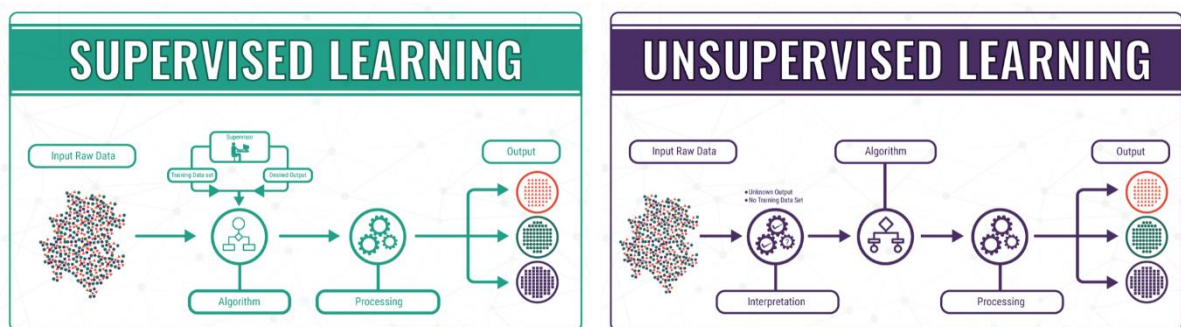 SUPERVISED LEARNING
Input Raw Data
Supervisor
Training Data set
Desired Output
Algorithm
Processing
Output
UNSUPERVISED LEARNING
Input Raw Data
• Unknown Output
• No Training Data Set
Interpretation
Algorithm
Processing
Output